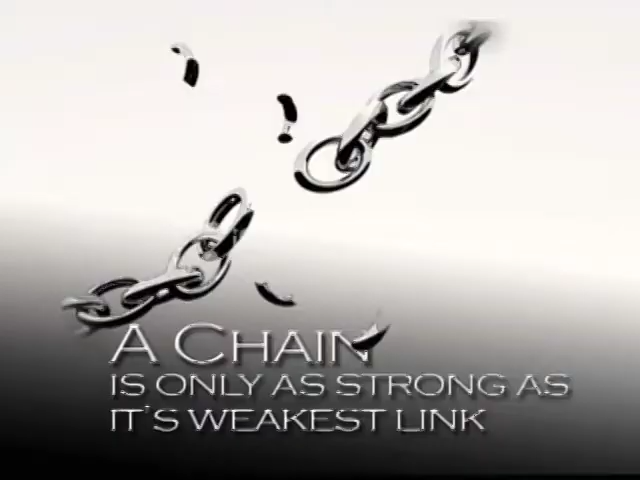 A CHAIN
IS ONLY AS STRONG AS
IT'S WEAKEST LINK